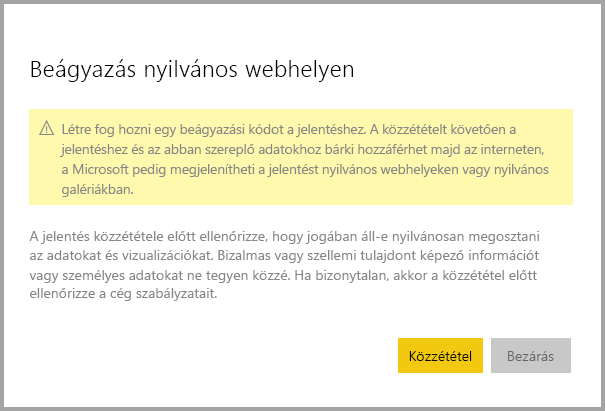 Beágyazás nyilvános webhelyen
Létre fog hozni egy beágyazási kódot a jelentéshez. A közzétételt követően a
jelentéshez és az abban szereplő adatokhoz bárki hozzáférhet majd az interneten,
a Microsoft pedig megjelenítheti a jelentést nyilvános webhelyeken vagy nyilvános
galériákban.
A jelentés közzététele előtt ellenőrizze, hogy jogában áll-e nyilvánosan megosztani
az adatokat és vizualizációkat. Bizalmas vagy szellemi tulajdont képező információt
vagy személyes adatokat ne tegyen közzé. Ha bizonytalan, akkor a közzététel előtt
ellenőrizze a cég szabályzatait.
Közzététel
Bezárás